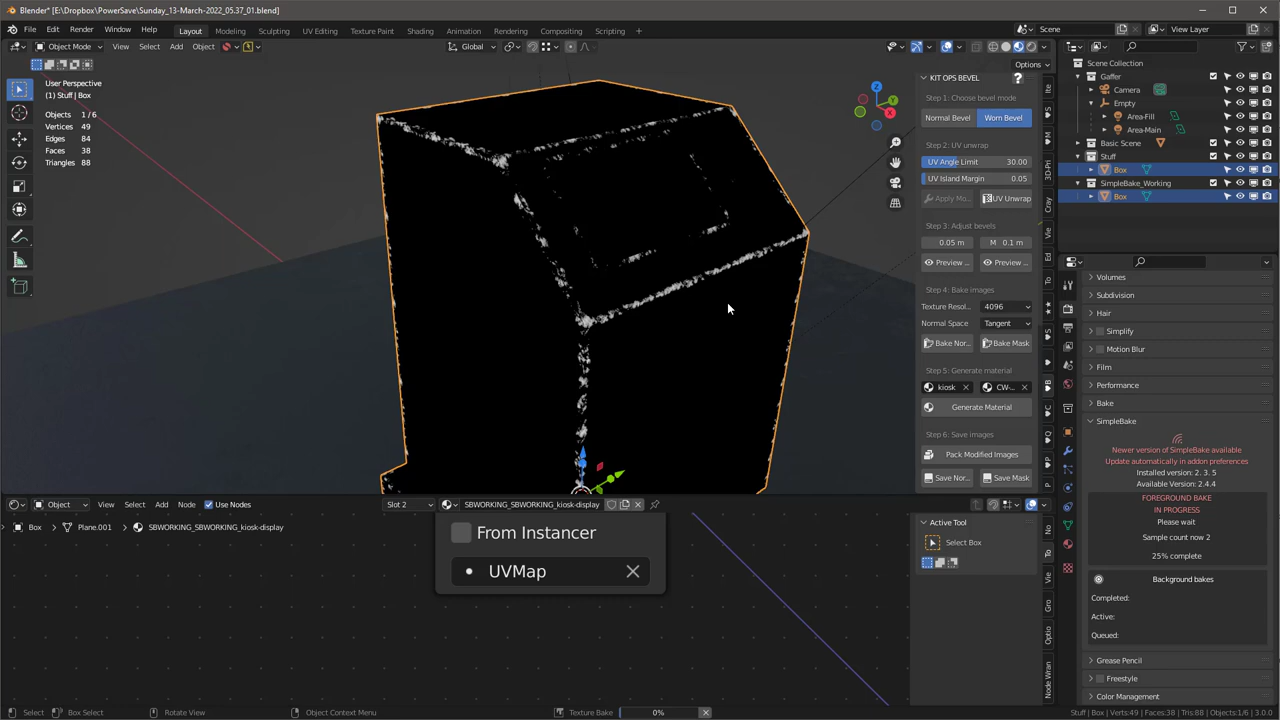 Blender* [E:\Dropbox\PowerSave\Sunday_13-March-2022_05.37_01.blend]
File Edit Render Window Help Layout Modeling Sculpting UV Editing Texture Paint Shading Animation Rendering Compositing Scripting + Scene View Layer
Object Mode View Select Add Object Global
Options
User Perspective
(1) Stuff | Box
Objects 1/6
Vertices 49
Edges 84
Faces 38
Triangles 88
Z
Y
X
KIT OPS BEVEL ?
Step 1: Choose bevel mode
Normal Bevel Worn Bevel
Step 2: UV unwrap
UV Angle Limit 30.00
UV Island Margin 0.05
Apply Mo... UV Unwrap
Step 3: Adjust bevels
0.05 m M 0.1 m
Preview ... Preview ...
Step 4: Bake images
Texture Resol... 4096
Normal Space Tangent
Bake Nor... Bake Mask
Step 5: Generate material
kiosk CW-...
Generate Material
Step 6: Save images
Pack Modified Images
Save Nor... Save Mask
Scene Collection
Gaffer
Camera
Empty
Area-Fill
Area-Main
Basic Scene
Stuff
Box
SimpleBake_Working
Box
Volumes
Subdivision
Hair
Simplify
Motion Blur
Film
Performance
Bake
SimpleBake
Newer version of SimpleBake available
Update automatically in addon preferences
Installed version: 2. 3. 5
Available Version: 2.4.4
FOREGROUND BAKE
IN PROGRESS
Please wait
Sample count now 2
25% complete
Background bakes
Completed:
Active:
Queued:
Grease Pencil
Freestyle
Color Management
Object View Select Add Node Use Nodes Slot 2 SBWORKING_SBWORKING_kiosk-display
Box Plane.001 SBWORKING_SBWORKING_kiosk-display
From Instancer
UVMap
Active Tool
Select Box
No
To
Vie
Gro
Optio
Node Wran
Select Box Select Rotate View Object Context Menu Texture Bake 0% Stuff | Box | Verts:49 | Faces:38 | Tris:88 | Objects:1/6 | 3.0.0